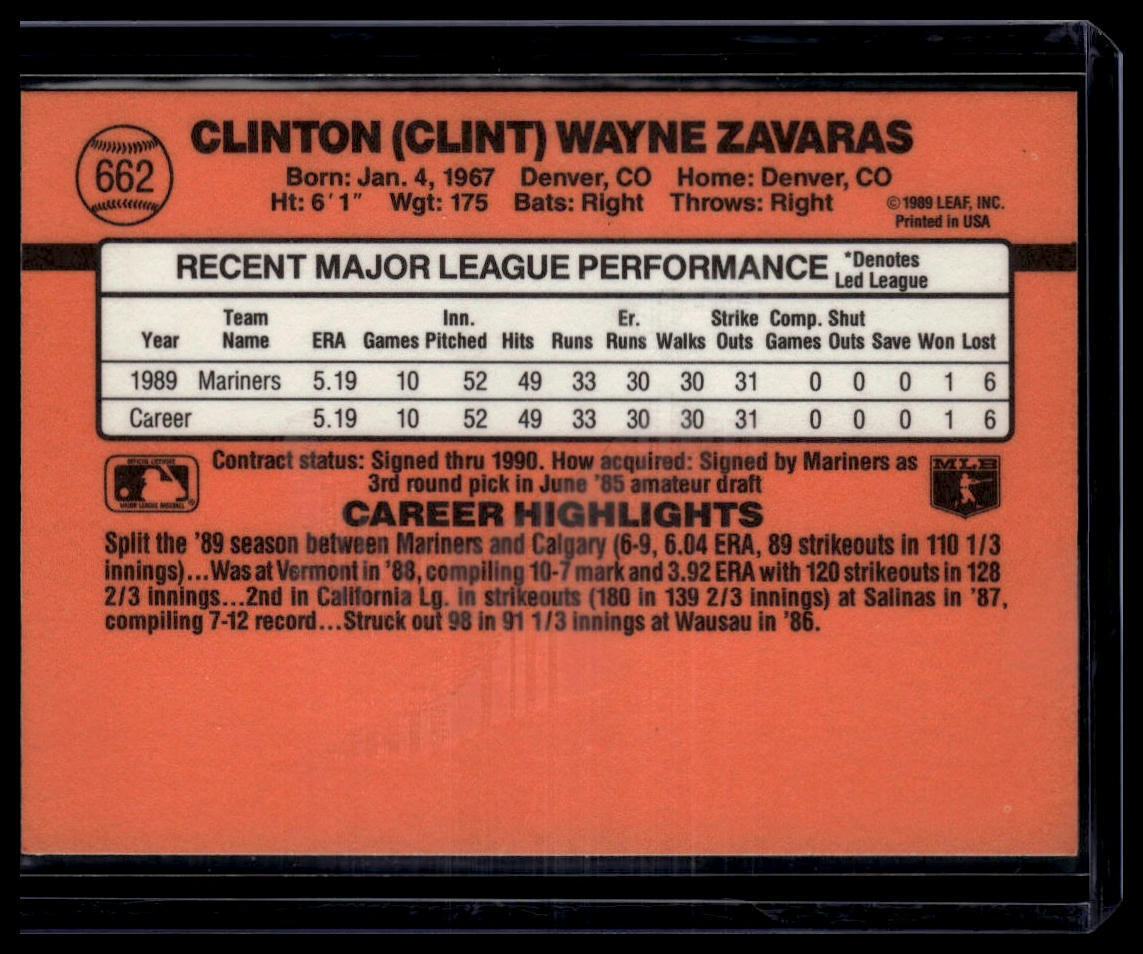 662
CLINTON (CLINT) WAYNE ZAVARAS
Born: Jan. 4, 1967 Denver, CO Home: Denver, CO
Ht: 6'1" Wgt: 175 Bats: Right Throws: Right
©1989 LEAF, INC.
Printed in USA
RECENT MAJOR LEAGUE PERFORMANCE *Denotes
Led League
Team Inn. Er. Strike Comp. Shut
Year Name ERA Games Pitched Hits Runs Runs Walks Outs Games Outs Save Won Lost
1989 Mariners 5.19 10 52 49 33 30 30 31 0 0 0 1 6
Career 5.19 10 52 49 33 30 30 31 0 0 0 1 6
Contract status: Signed thru 1990. How acquired: Signed by Mariners as
3rd round pick in June '85 amateur draft
MLB
CAREER HIGHLIGHTS
Split the '89 season between Mariners and Calgary (6-9, 6.04 ERA, 89 strikeouts in 110 1/3
innings)...Was at Vermont in '88, compiling 10-7 mark and 3.92 ERA with 120 strikeouts in 128
2/3 innings...2nd in California Lg. in strikeouts (180 in 139 2/3 innings) at Salinas in '87,
compiling 7-12 record...Struck out 98 in 91 1/3 innings at Wausau in '86.